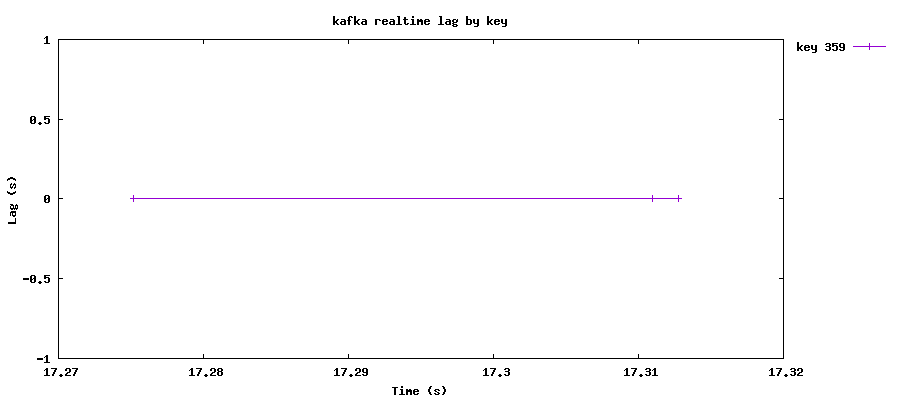 kafka realtime lag by key
key 359
1
0.5
0
-0.5
-1
Lag (s)
17.27 17.28 17.29 17.3 17.31 17.32
Time (s)